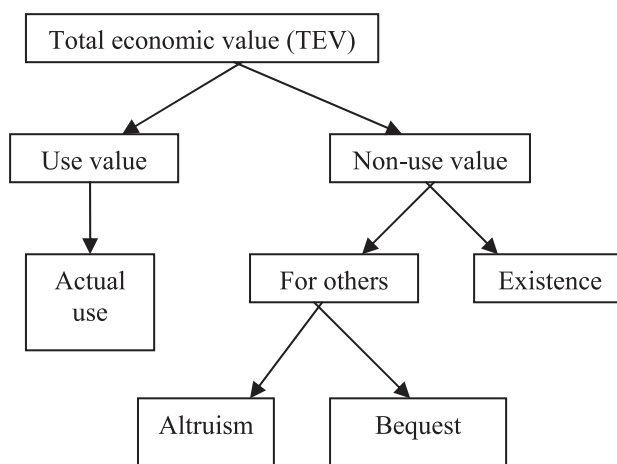 Total economic value (TEV)
Use value
Non-use value
Actual
use
For others
Existence
Altruism
Bequest